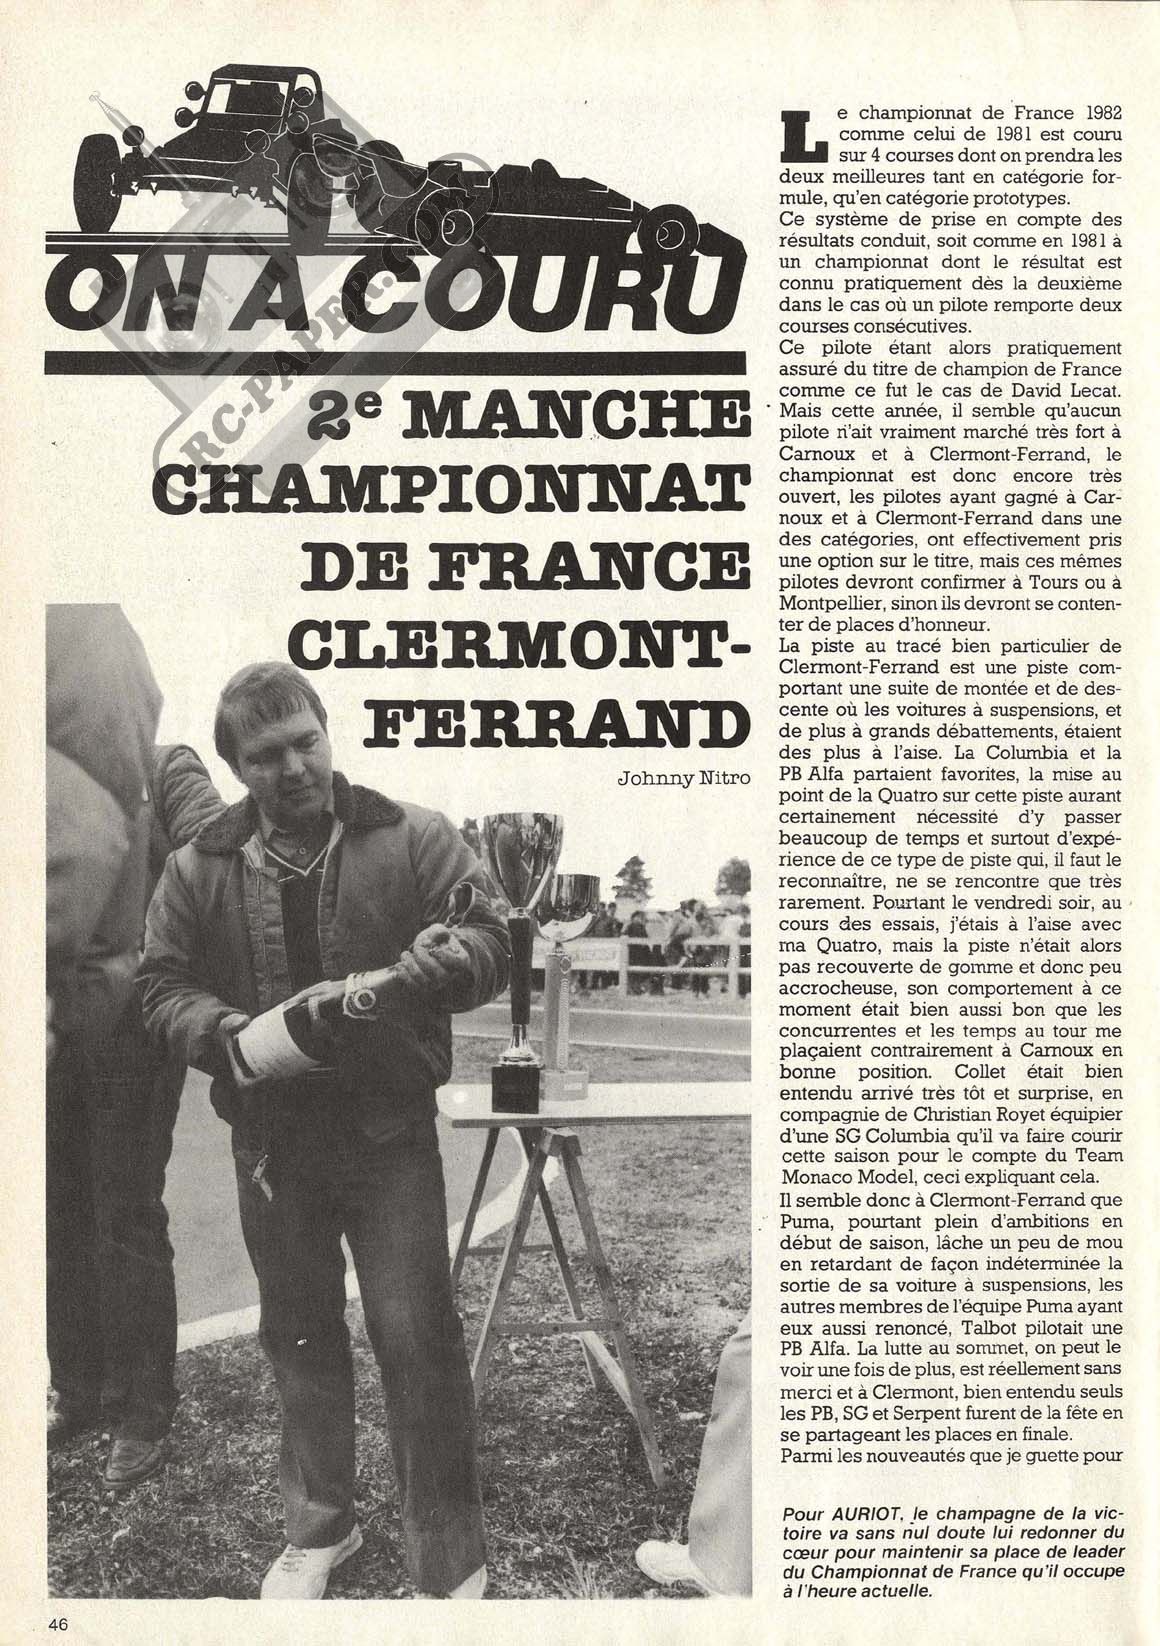 ON A COURU
RC-PAPER.COM
2e MANCHE
CHAMPIONNAT
DE FRANCE
CLERMONT-
FERRAND
Johnny Nitro
Le championnat de France 1982
comme celui de 1981 est couru
sur 4 courses dont on prendra les
deux meilleures tant en catégorie for-
mule, qu'en catégorie prototypes.
Ce système de prise en compte des
résultats conduit, soit comme en 1981 à
un championnat dont le résultat est
connu pratiquement dès la deuxième
dans le cas où un pilote remporte deux
courses consécutives.
Ce pilote étant alors pratiquement
assuré du titre de champion de France
comme ce fut le cas de David Lecat.
Mais cette année, il semble qu'aucun
pilote n'ait vraiment marché très fort à
Carnoux et à Clermont-Ferrand, le
championnat est donc encore très
ouvert, les pilotes ayant gagné à Car-
noux et à Clermont-Ferrand dans une
des catégories, ont effectivement pris
une option sur le titre, mais ces mêmes
pilotes devront confirmer à Tours ou à
Montpellier, sinon ils devront se conten-
ter de places d'honneur.
La piste au tracé bien particulier de
Clermont-Ferrand est une piste com-
portant une suite de montée et de des-
cente où les voitures à suspensions, et
de plus à grands débattements, étaient
des plus à l'aise. La Columbia et la
PB Alfa partaient favorites, la mise au
point de la Quatro sur cette piste aurant
certainement nécessité d'y passer
beaucoup de temps et surtout d'expé-
rience de ce type de piste qui, il faut le
reconnaître, ne se rencontre que très
rarement. Pourtant le vendredi soir, au
cours des essais, j'étais à l'aise avec
ma Quatro, mais la piste n'était alors
pas recouverte de gomme et donc peu
accrocheuse, son comportement à ce
moment était bien aussi bon que les
concurrentes et les temps au tour me
plaçaient contrairement à Carnoux en
bonne position. Collet était bien
entendu arrivé très tôt et surprise, en
compagnie de Christian Royet équipier
d'une SG Columbia qu'il va faire courir
cette saison pour le compte du Team
Monaco Model, ceci expliquant cela.
Il semble donc à Clermont-Ferrand que
Puma, pourtant plein d'ambitions en
début de saison, lâche un peu de mou
en retardant de façon indéterminée la
sortie de sa voiture à suspensions, les
autres membres de l'équipe Puma ayant
eux aussi renoncé, Talbot pilotait une
PB Alfa. La lutte au sommet, on peut le
voir une fois de plus, est réellement sans
merci et à Clermont, bien entendu seuls
les PB, SG et Serpent furent de la fête en
se partageant les places en finale.
Parmi les nouveautés que je guette pour
Pour AURIOT, le champagne de la vic-
toire va sans nul doute lui redonner du
cœur pour maintenir sa place de leader
du Championnat de France qu'il occupe
à l'heure actuelle.
46